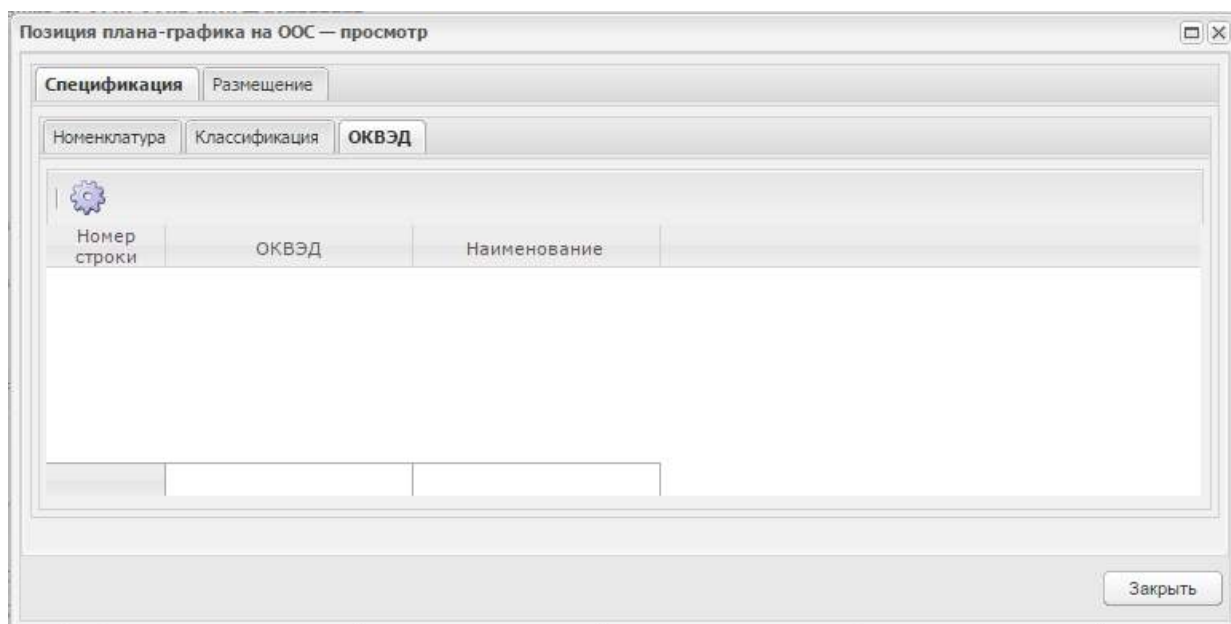 Позиция плана-графика на ООС — просмотр
Спецификация Размещение
Номенклатура Классификация ОКВЭД
Номер строки ОКВЭД Наименование
Закрыть